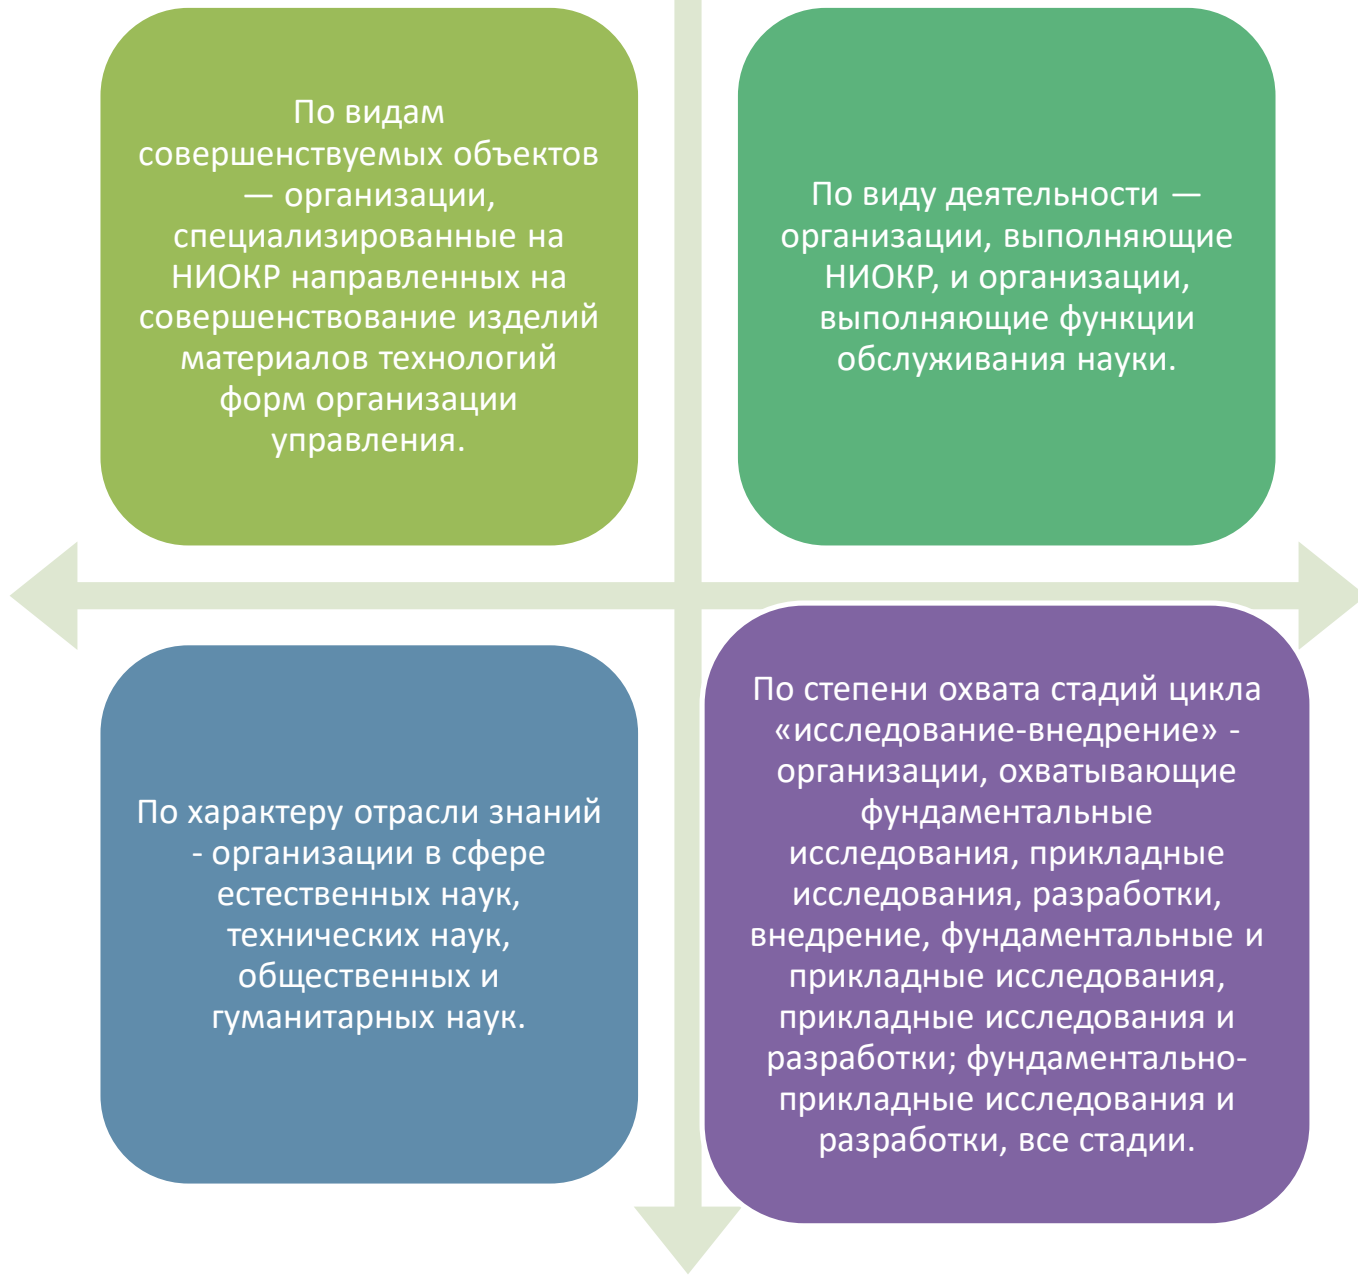 По видам
совершенствуемых объектов
— организации,
специализированные на
НИОКР направленных на
совершенствование изделий
материалов технологий
форм организации
управления.
По виду деятельности —
организации, выполняющие
НИОКР, и организации,
выполняющие функции
обслуживания науки.
По характеру отрасли знаний
- организации в сфере
естественных наук,
технических наук,
общественных и
гуманитарных наук.
По степени охвата стадий цикла
«исследование-внедрение» -
организации, охватывающие
фундаментальные
исследования, прикладные
исследования, разработки,
внедрение, фундаментальные и
прикладные исследования,
прикладные исследования и
разработки; фундаментально-
прикладные исследования и
разработки, все стадии.